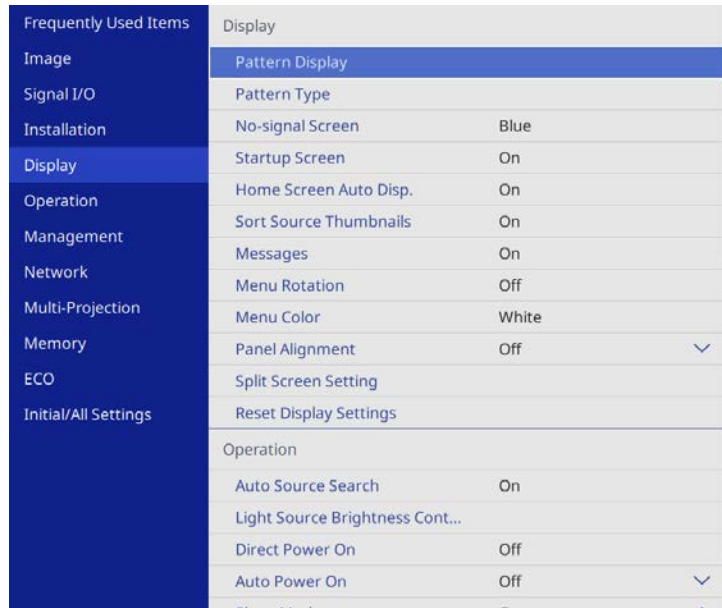 Frequently Used Items
Image
Signal I/O
Installation
Display
Operation
Management
Network
Multi-Projection
Memory
ECO
Initial/All Settings
Display
Pattern Display
Pattern Type
No-signal Screen Blue
Startup Screen On
Home Screen Auto Disp. On
Sort Source Thumbnails On
Messages On
Menu Rotation Off
Menu Color White
Panel Alignment Off
Split Screen Setting
Reset Display Settings
Operation
Auto Source Search On
Light Source Brightness Cont...
Direct Power On Off
Auto Power On Off